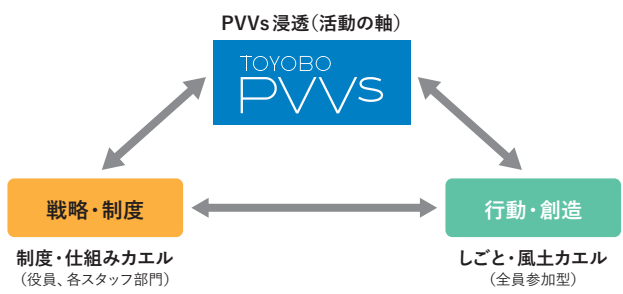 PVVs浸透（活動の軸）
TOYOBO
PVVs
戦略・制度
行動・創造
制度・仕組みカエル
（役員、各スタッフ部門）
しごと・風土カエル
（全員参加型）